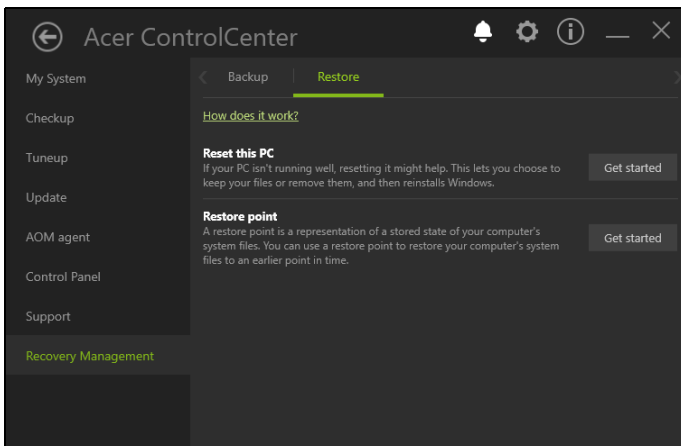 Acer ControlCenter
My System
Checkup
Tuneup
Update
AOM agent
Control Panel
Support
Recovery Management
Backup
Restore
How does it work?
Reset this PC
If your PC isn't running well, resetting it might help. This lets you choose to
keep your files or remove them, and then reinstalls Windows.
Get started
Restore point
A restore point is a representation of a stored state of your computer's
system files. You can use a restore point to restore your computer's system
files to an earlier point in time.
Get started